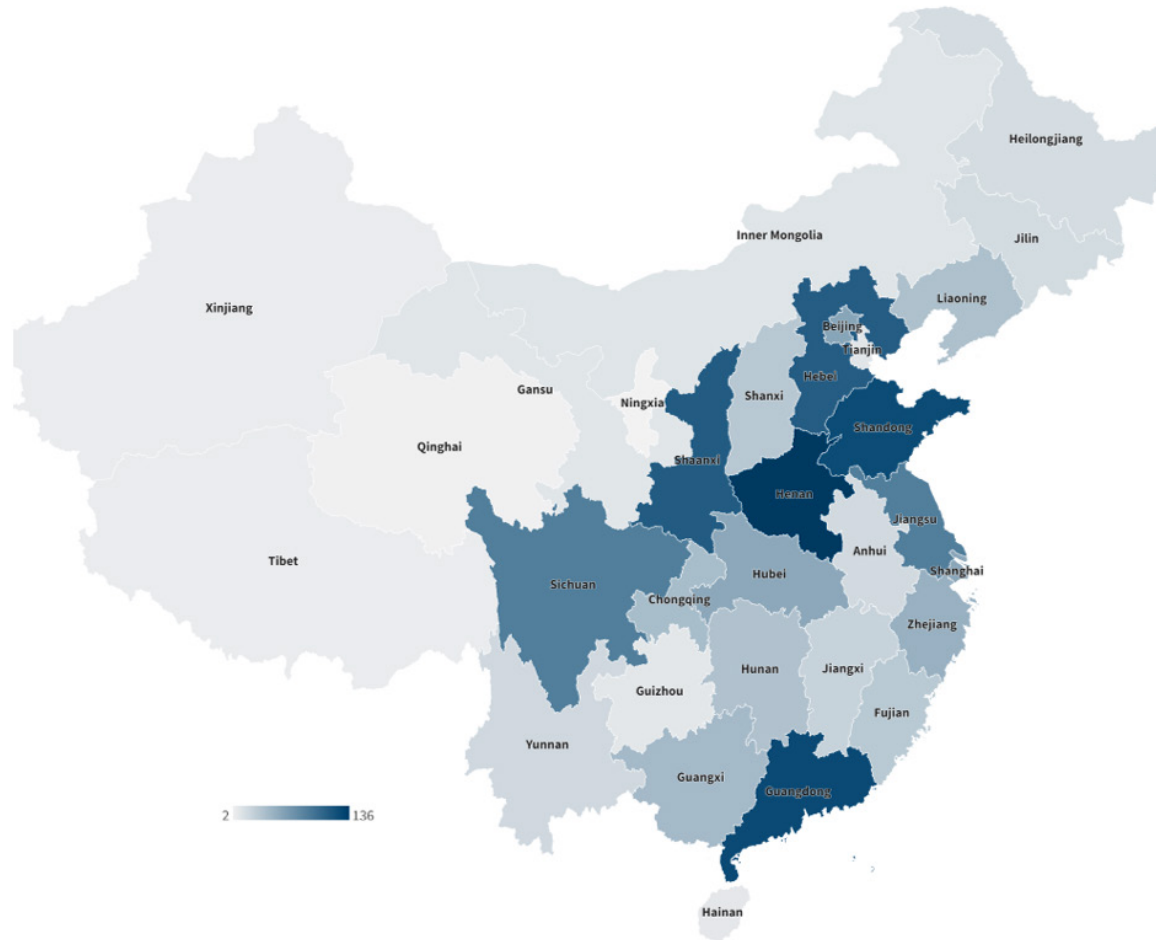 Heilongjiang
Inner Mongolia
Jilin
Xinjiang
Liaoning
Beijing
Tianjin
Hebei
Gansu
Ningxia
Shanxi
Shandong
Qinghai
Shaanxi
Henan
Jiangsu
Anhui
Tibet
Shanghai
Hubei
Sichuan
Chongqing
Zhejiang
Hunan
Jiangxi
Guizhou
Fujian
Yunnan
Guangxi
Guangdong
2 136
Hainan